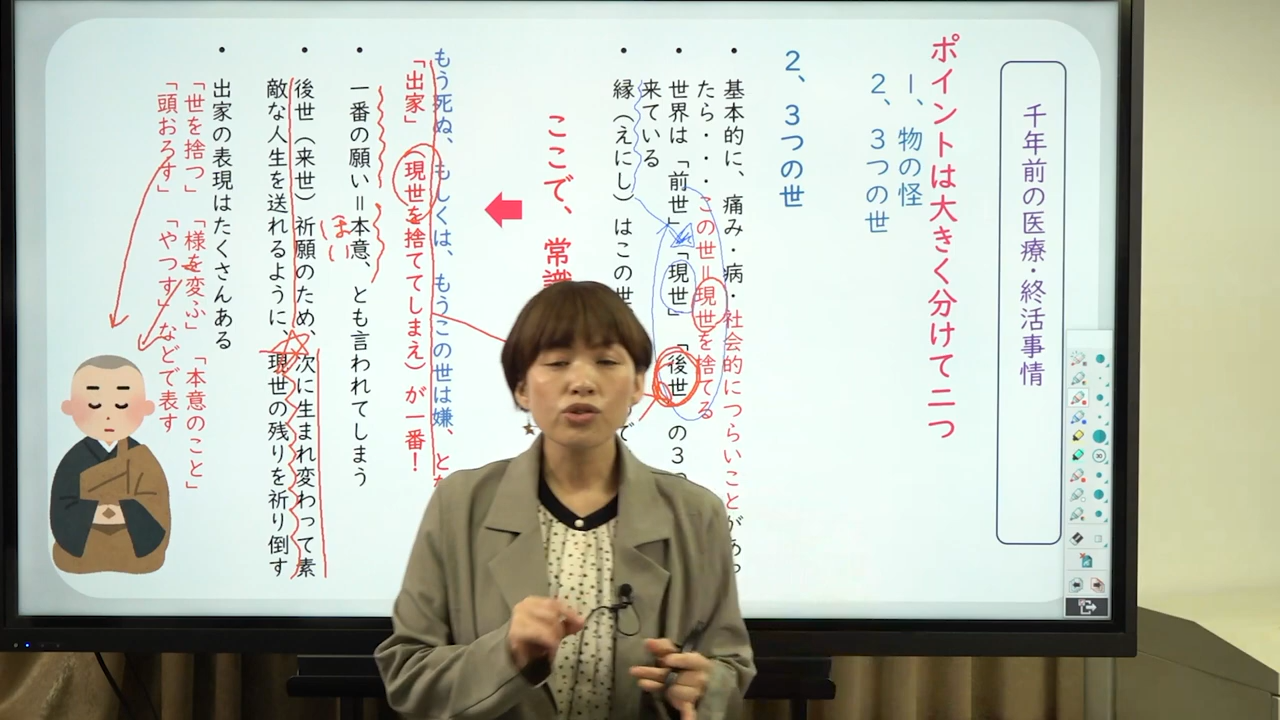 千年前の医療・終活事情
ポイントは大きく分けて二つ
1、物の怪
2、3つの世
2、3つの世
• 基本的に、痛み・病・社会的につらいことがあっ
たら・・・この世＝現世を捨てる
• 世界は「前世」「現世」「後世」の3つ
来ている
• 縁（えにし）はこの世
ここで、常識
もう死ぬ、もしくは、もうこの世は嫌、とな
「出家」（現世を捨ててしまえ）が一番！
• 一番の願い＝本意、とも言われてしまう
ほい
• 後世（来世）祈願のため、次に生まれ変わって素
敵な人生を送れるように、現世の残りを祈り倒す
• 出家の表現はたくさんある
「世を捨つ」「様を変ふ」「本意のこと」
「頭おろす」「やつす」などで表す
30